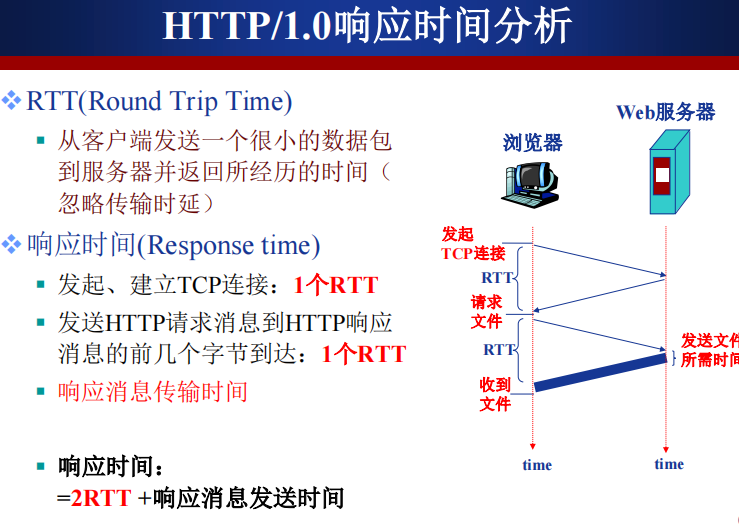 HTTP/1.0响应时间分析
RTT(Round Trip Time)
从客户端发送一个很小的数据包
到服务器并返回所经历的时间（
忽略传输时延）
响应时间(Response time)
发起、建立TCP连接：1个RTT
发送HTTP请求消息到HTTP响应
消息的前几个字节到达：1个RTT
响应消息传输时间
响应时间：
=2RTT +响应消息发送时间
Web服务器
浏览器
发起
TCP连接
RTT
请求
文件
RTT
发送文件
所需时间
收到
文件
time
time